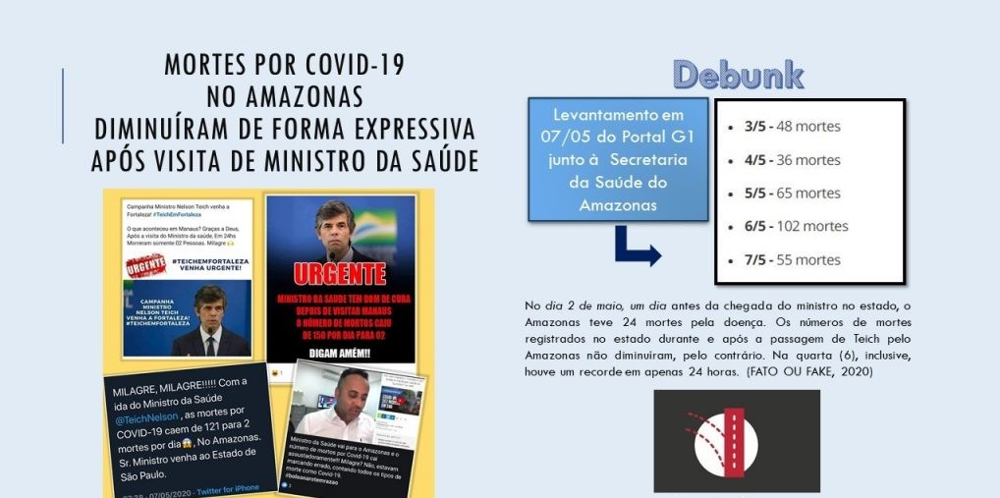 MORTES POR COVID-19
NO AMAZONAS
DIMINUÍRAM DE FORMA EXPRESSIVA
APÓS VISITA DE MINISTRO DA SAÚDE
Campanha Ministro Nelson Teich venha a
Fortaleza! #TeichEmFortaleza
O que aconteceu em Manaus? Graças a Deus,
Após a visita do Ministro da saúde, Em 24hs
Morreram somente 02 Pessoas. Milagre 🙌
URGENTE
#TEICHEMFORTALEZA
VENHA URGENTE!
CAMPANHA
MINISTRO
NELSON TEICH
VENHA A FORTALEZA!
#TEICHEMFORTALEZA
URGENTE
MINISTRO DA SAUDE TEM DOM DE CURA
DEPOIS DE VISITAR MANAUS
O NÚMERO DE MORTOS CAIU
DE 150 POR DIA PARA 02
DIGAM AMÉM!!
MILAGRE, MILAGRE!!!!! Com a
ida do Ministro da Saúde
@TeichNelson , as mortes por
COVID-19 caem de 121 para 2
mortes por dia😱, No Amazonas.
Sr. Ministro venha ao Estado de
São Paulo.
07/05/2020 · Twitter for iPhone
Ministro da Saúde vai para o Amazonas e o
número de mortos por Covid-19 cai
assustadoramente!!! Milagre? Não, estavam
marcando errado, contando todos os tipos de
morte como Covid-19.
#bolsonarotemrazao
Debunk
Levantamento em
07/05 do Portal G1
junto à Secretaria
da Saúde do
Amazonas
• 3/5 - 48 mortes
• 4/5 - 36 mortes
• 5/5 - 65 mortes
• 6/5 - 102 mortes
• 7/5 - 55 mortes
No dia 2 de maio, um dia antes da chegada do ministro no estado, o
Amazonas teve 24 mortes pela doença. Os números de mortes
registrados no estado durante e após a passagem de Teich pelo
Amazonas não diminuiram, pelo contrário. Na quarta (6), inclusive,
houve um recorde em apenas 24 horas. (FATO OU FAKE, 2020)